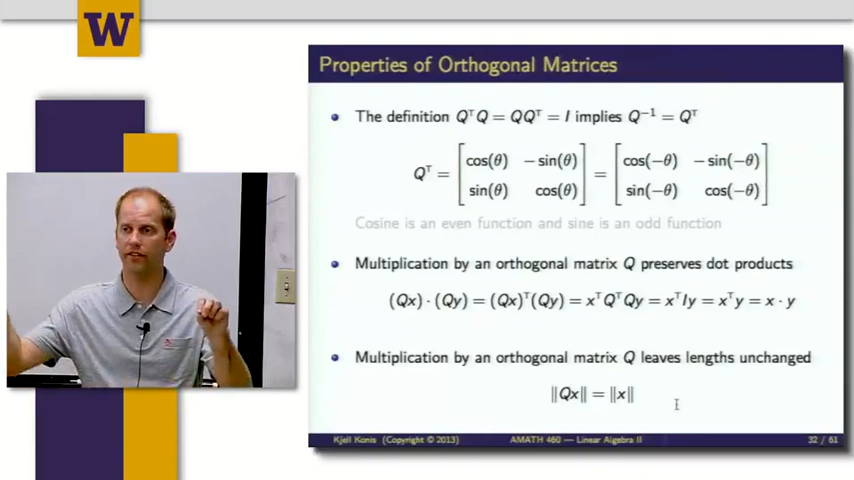 W
Properties of Orthogonal Matrices
The definition QᵀQ = QQᵀ = I implies Q⁻¹ = Qᵀ
Qᵀ = [cos(θ) −sin(θ) sin(θ) cos(θ)] = [cos(−θ) −sin(−θ) sin(−θ) cos(−θ)]
Cosine is an even function and sine is an odd function
Multiplication by an orthogonal matrix Q preserves dot products
(Qx) · (Qy) = (Qx)ᵀ(Qy) = xᵀQᵀQy = xᵀIy = xᵀy = x · y
Multiplication by an orthogonal matrix Q leaves lengths unchanged
‖Qx‖ = ‖x‖
Kjell Konis (Copyright © 2013) AMATH 460 — Linear Algebra II 32 / 61